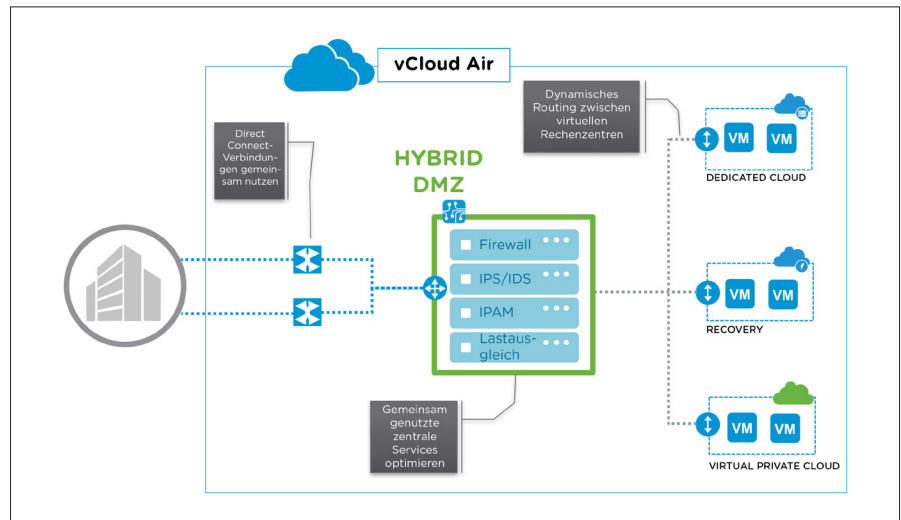 vCloud Air
Direct
Connect-
Verbindun-
gen gemein-
sam nutzen
HYBRID
DMZ
Firewall
IPS/IDS
IPAM
Lastaus-
gleich
Gemeinsam
genutzte
zentrale
Services
optimieren
Dynamisches
Routing zwischen
virtuellen
Rechenzentren
VM VM
DEDICATED CLOUD
VM VM
RECOVERY
VM VM
VIRTUAL PRIVATE CLOUD